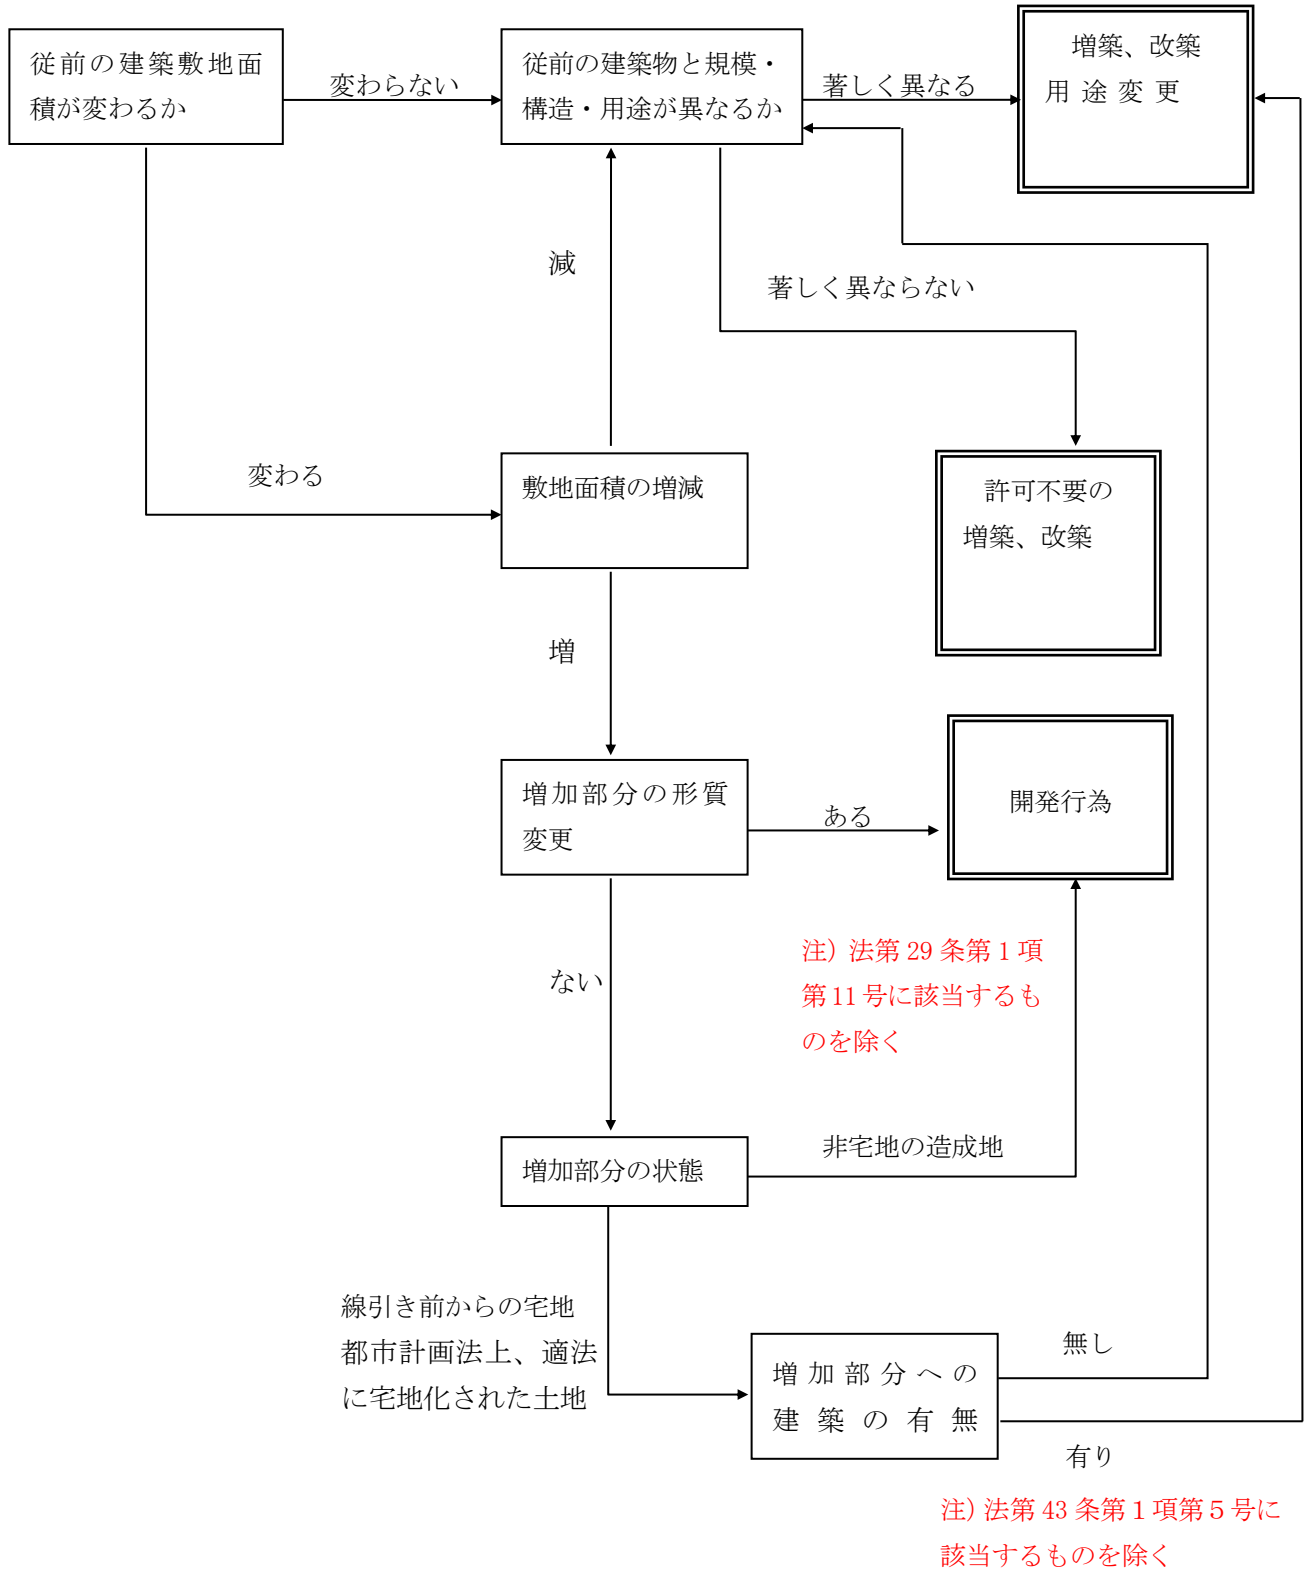 従前の建築敷地面
積が変わるか
変わらない
従前の建築物と規模・
構造・用途が異なるか
著しく異なる
増築、改築
用途変更
減
著しく異ならない
変わる
敷地面積の増減
許可不要の
増築、改築
増
増加部分の形質
変更
ある
開発行為
ない
注）法第 29 条第 1 項
第 11 号に該当するも
のを除く
増加部分の状態
非宅地の造成地
線引き前からの宅地
都市計画法上、適法
に宅地化された土地
増加部分への
建築の有無
無し
有り
注）法第 43 条第１項第５号に
該当するものを除く